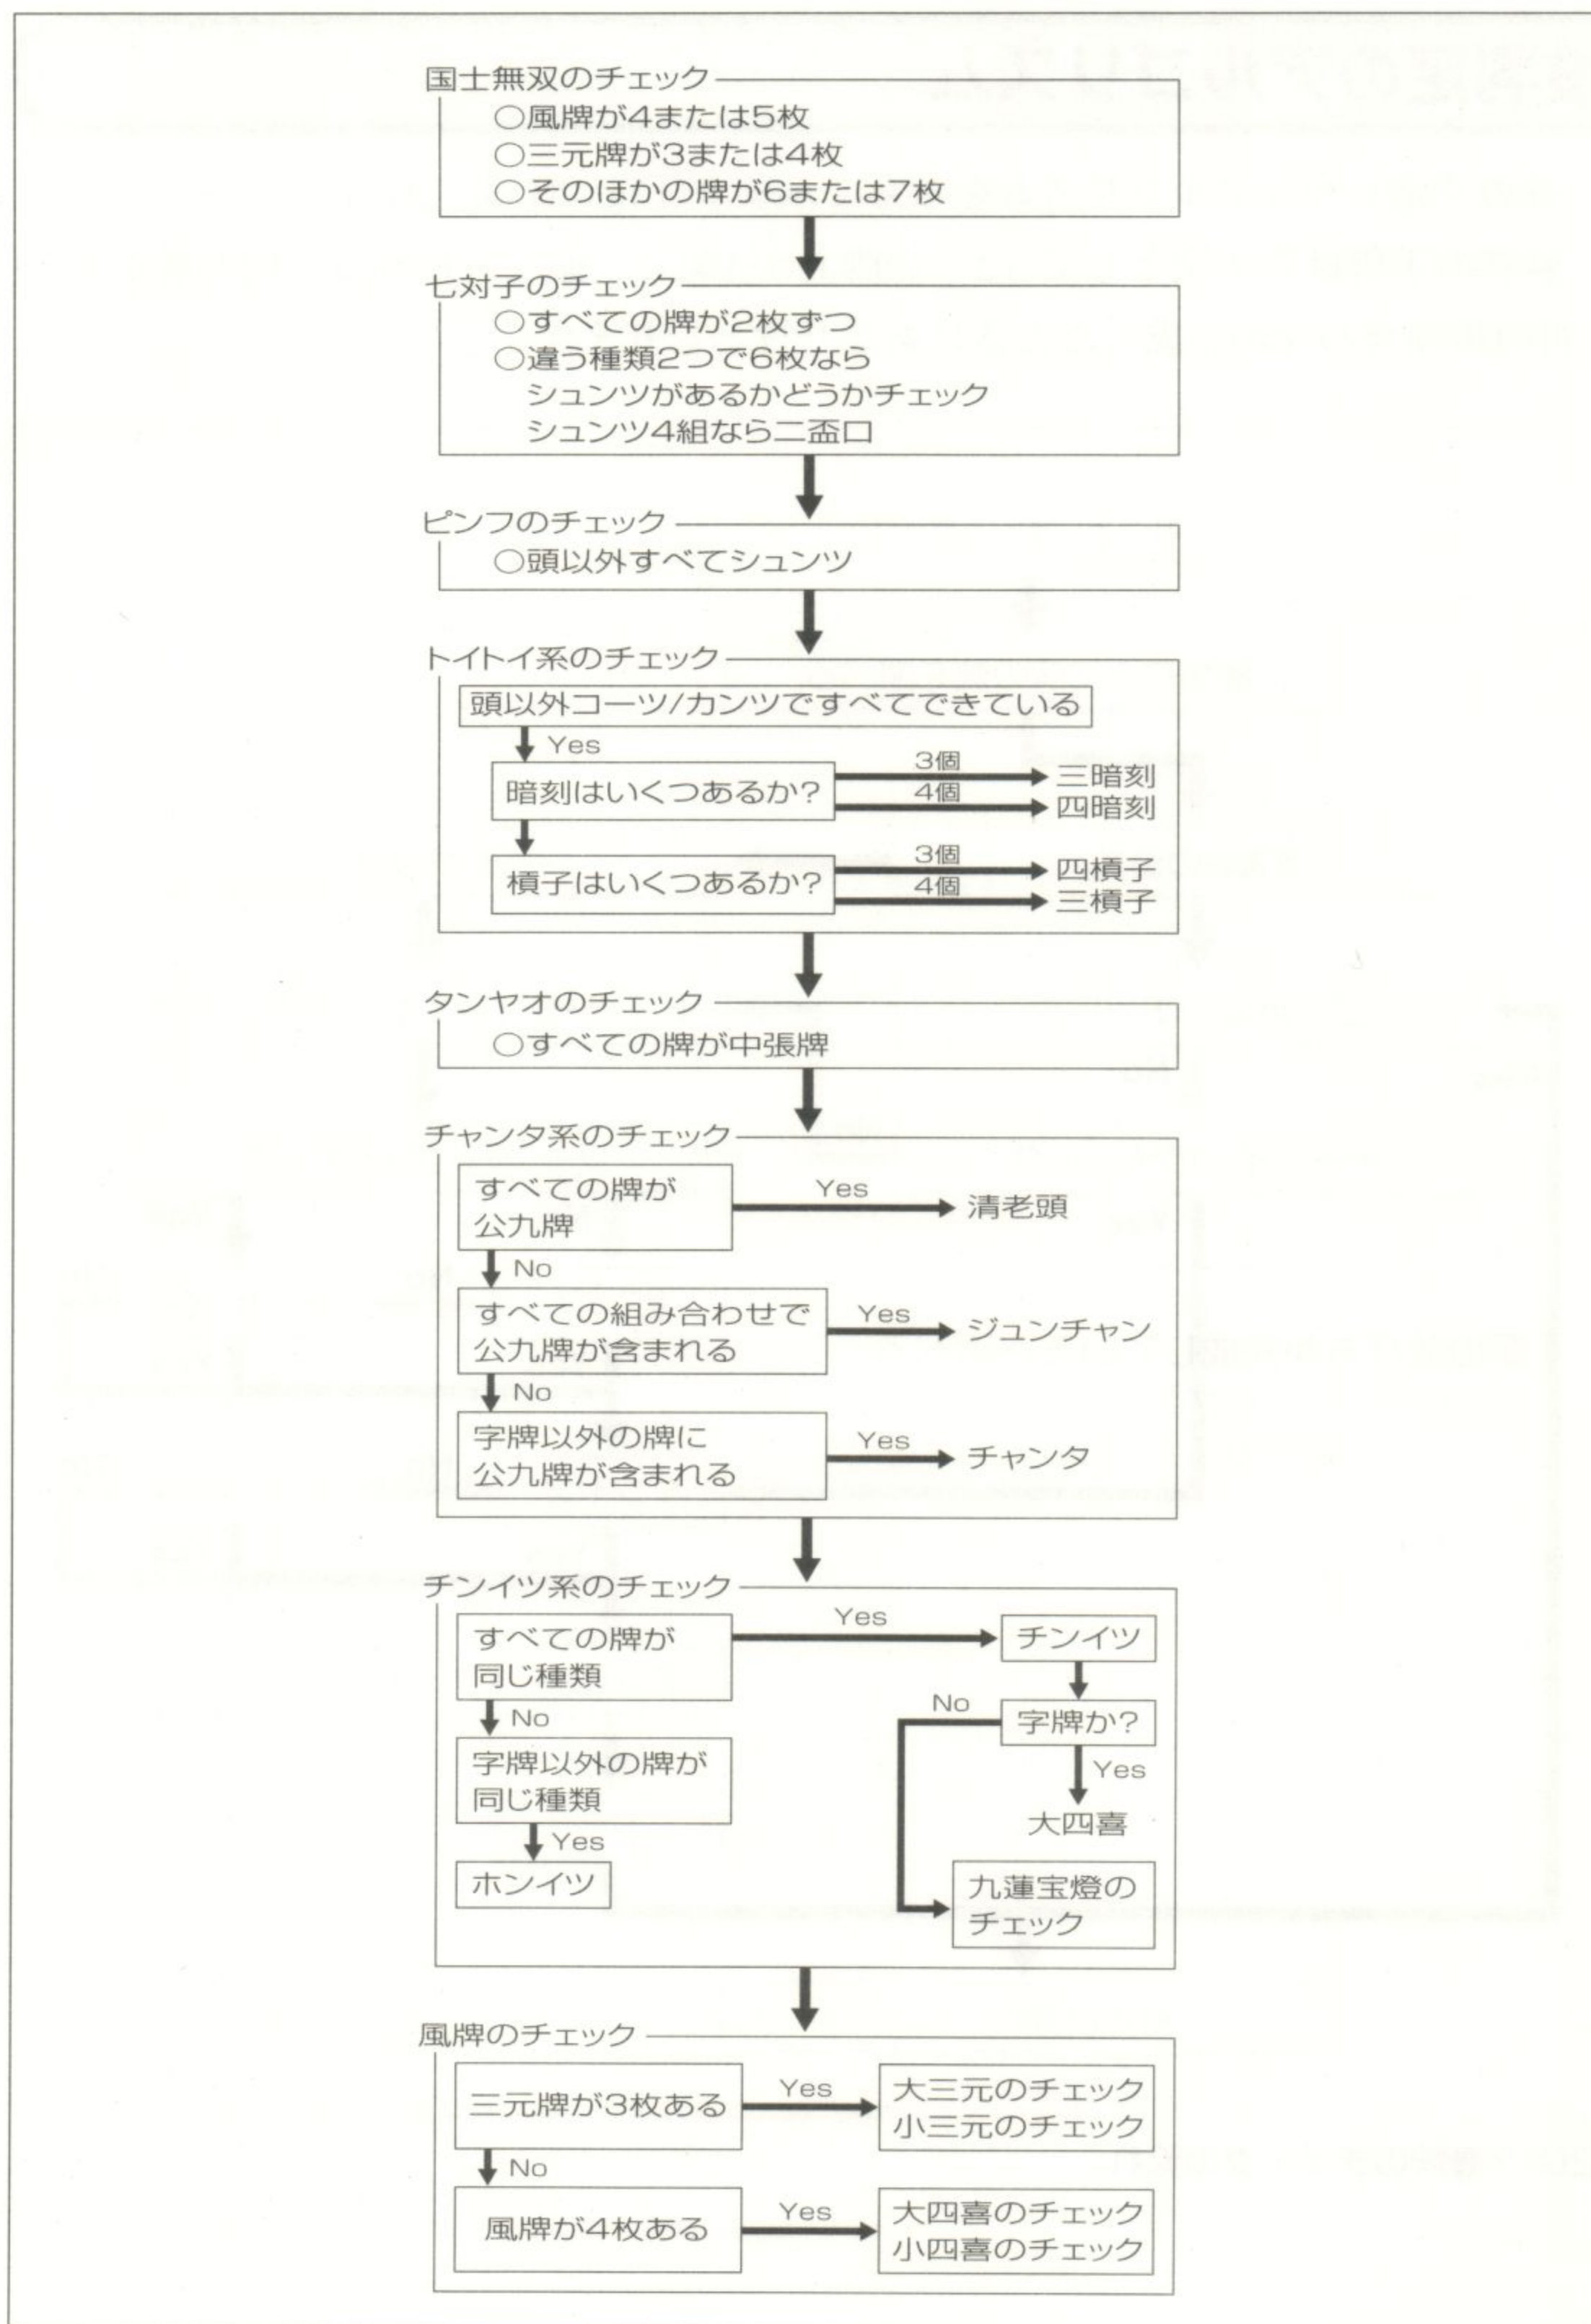 国士無双のチェック
○風牌が4または5枚
○三元牌が3または4枚
○そのほかの牌が6または7枚
七対子のチェック
○すべての牌が2枚ずつ
○違う種類2つで6枚なら
シュンツがあるかどうかチェック
シュンツ4組なら二盃口
ピンフのチェック
○頭以外すべてシュンツ
トイトイ系のチェック
頭以外コーツ/カンツですべてできている
Yes
暗刻はいくつあるか?
3個
三暗刻
4個
四暗刻
槓子はいくつあるか?
3個
四槓子
4個
三槓子
タンヤオのチェック
○すべての牌が中張牌
チャンタ系のチェック
すべての牌が
公九牌
Yes
清老頭
No
すべての組み合わせで
公九牌が含まれる
Yes
ジュンチャン
No
字牌以外の牌に
公九牌が含まれる
Yes
チャンタ
チンイツ系のチェック
すべての牌が
同じ種類
Yes
チンイツ
No
字牌以外の牌が
同じ種類
Yes
ホンイツ
字牌か?
No
Yes
大四喜
九蓮宝燈の
チェック
風牌のチェック
三元牌が3枚ある
Yes
大三元のチェック
小三元のチェック
No
風牌が4枚ある
Yes
大四喜のチェック
小四喜のチェック